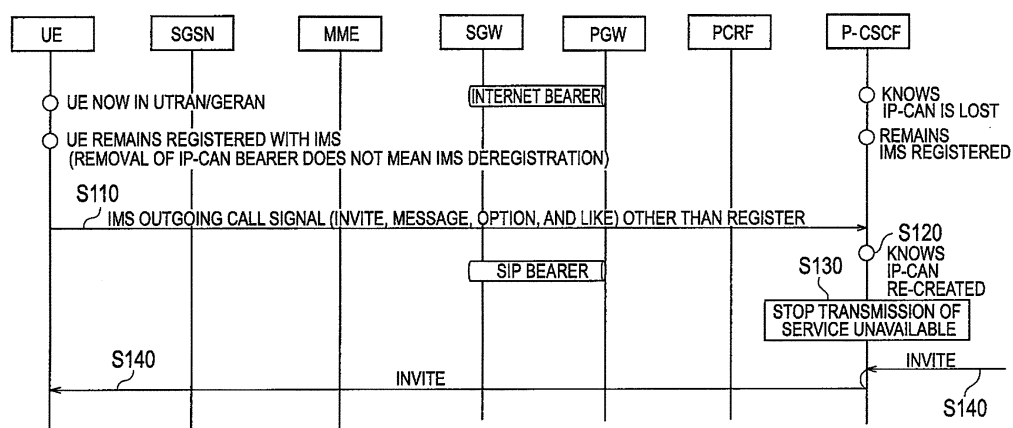 UE
SGSN
MME
SGW
PGW
PCRF
P-CSCF
UE NOW IN UTRAN/GERAN
INTERNET BEARER
KNOWS
IP-CAN IS LOST
UE REMAINS REGISTERED WITH IMS
(REMOVAL OF IP-CAN BEARER DOES NOT MEAN IMS DEREGISTRATION)
REMAINS
IMS REGISTERED
S110
IMS OUTGOING CALL SIGNAL (INVITE, MESSAGE, OPTION, AND LIKE) OTHER THAN REGISTER
S120
KNOWS
IP-CAN
RE-CREATED
SIP BEARER
S130
STOP TRANSMISSION OF
SERVICE UNAVAILABLE
S140
INVITE
INVITE
S140